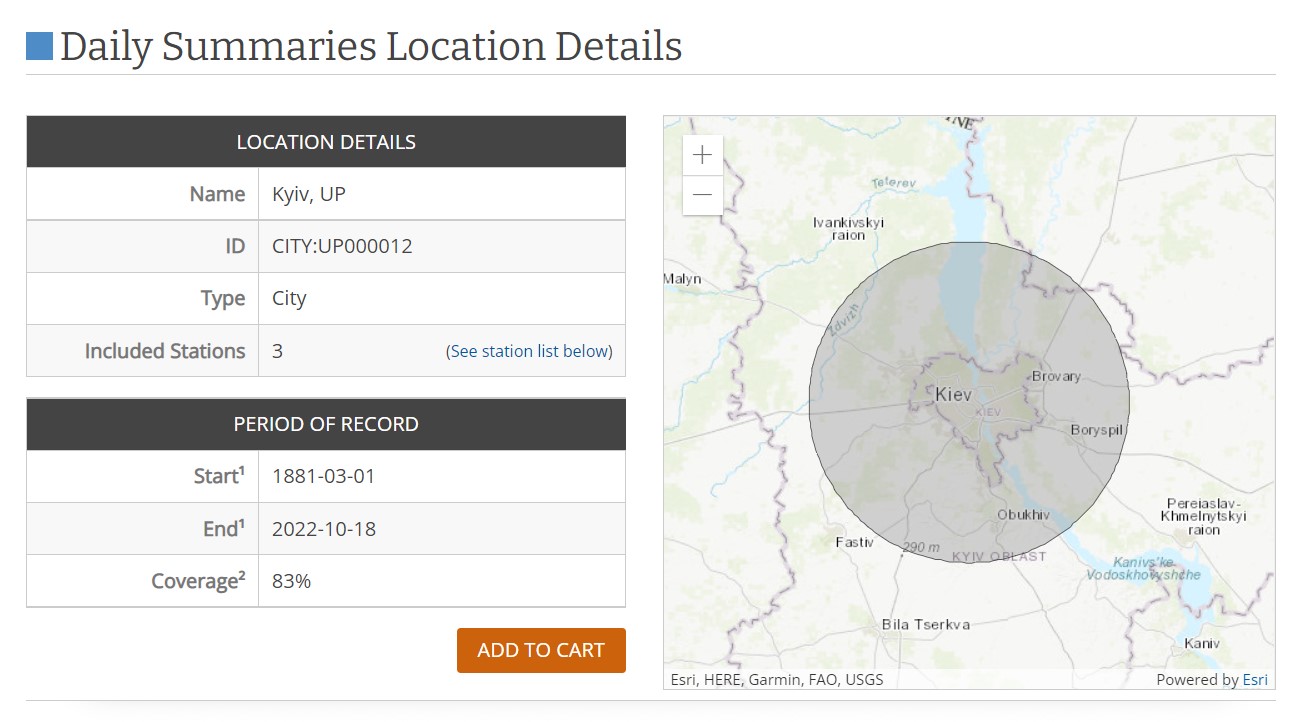 Daily Summaries Location Details
LOCATION DETAILS
Name Kyiv, UP
ID CITY:UP000012
Type City
Included Stations 3 (See station list below)
PERIOD OF RECORD
Start¹ 1881-03-01
End¹ 2022-10-18
Coverage² 83%
ADD TO CART
+
−
Teterev
Ivankivskyi
raion
Malyn
Zdvizh
Brovary
Kiev
KIEV
Boryspil
Pereiaslav-
Khmelnytskyi
raion
Obukhiv
Fastiv
290 m
KYIV OBLAST
Kanivs'ke
Vodoskhovyshche
Bila Tserkva
Kaniv
Esri, HERE, Garmin, FAO, USGS
Powered by Esri